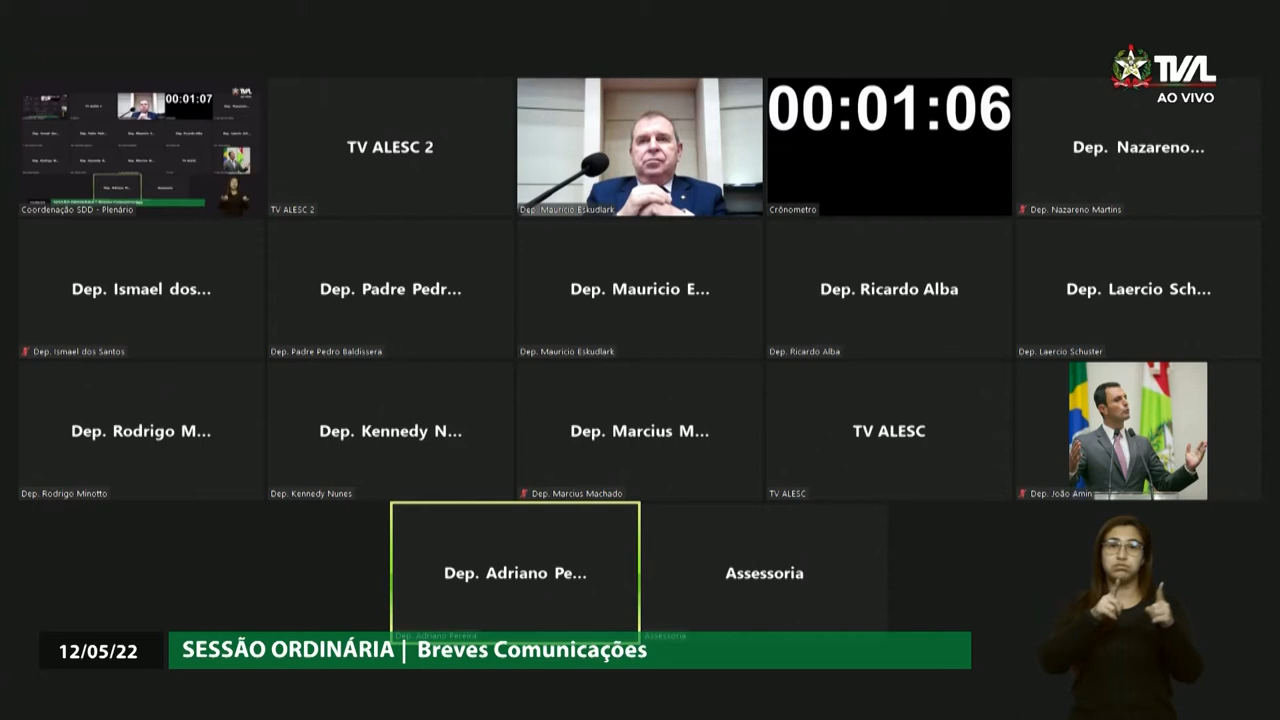 TVAL
AO VIVO
00:01:07
Coordenação SDD - Plenário
TV ALESC 2
TV ALESC 2
Dep. Mauricio Eskudlark
00:01:06
Crônometro
Dep. Nazareno...
Dep. Nazareno Martins
Dep. Ismael dos...
Dep. Ismael dos Santos
Dep. Padre Pedr...
Dep. Padre Pedro Baldissera
Dep. Mauricio E...
Dep. Mauricio Eskudlark
Dep. Ricardo Alba
Dep. Ricardo Alba
Dep. Laercio Sch...
Dep. Laercio Schuster
Dep. Rodrigo M...
Dep. Rodrigo Minotto
Dep. Kennedy N...
Dep. Kennedy Nunes
Dep. Marcius M...
Dep. Marcius Machado
TV ALESC
TV ALESC
Dep. João Amin
Dep. Adriano Pe...
Dep. Adriano Pereira
Assessoria
Assessoria
12/05/22
SESSÃO ORDINÁRIA | Breves Comunicações